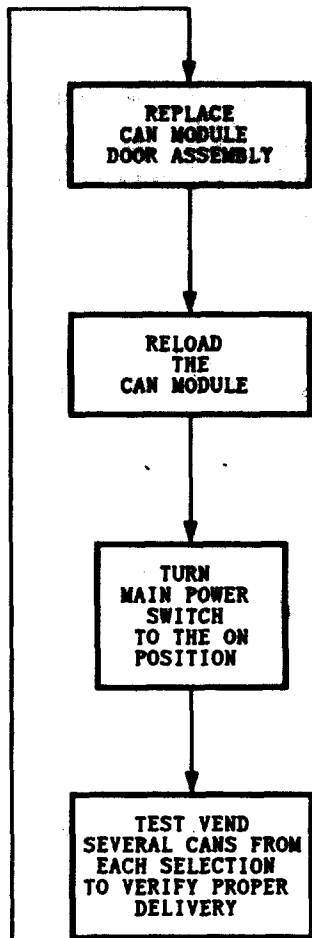 REPLACE
CAN MODULE
DOOR ASSEMBLY
RELOAD
THE
CAN MODULE
TURN
MAIN POWER
SWITCH
TO THE ON
POSITION
TEST VEND
SEVERAL CANS FROM
EACH SELECTION
TO VERIFY PROPER
DELIVERY